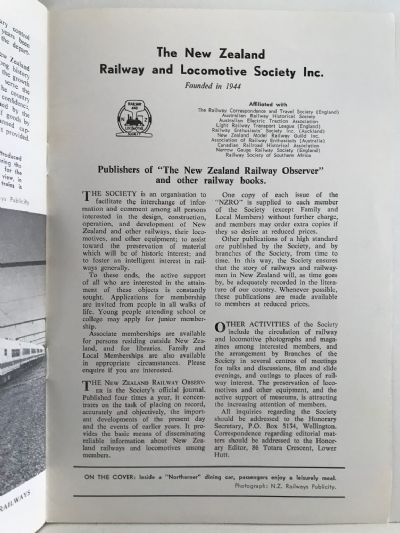 The New Zealand
Railway and Locomotive Society Inc.
Founded in 1944
Affiliated with
The Railway Correspondence and Travel Society (England)
Australian Railway Historical Society
Australian Electric Traction Association
Light Railway Transport League (England)
Railway Enthusiasts' Society Inc. (Auckland)
New Zealand Model Railway Guild Inc.
Association of Railway Enthusiasts (Australia)
Canadian Railroad Historical Association
Narrow Gauge Railway Society (England)
Railway Society of Southern Africa
Publishers of "The New Zealand Railway Observer"
and other railway books.
THE SOCIETY is an organisation to
facilitate the interchange of infor-
mation and comment among all persons
interested in the design, construction,
operation, and development of New
Zealand and other railways, their loco-
motives, and other equipment; to assist
toward the preservation of material
which will be of historic interest; and
to foster an intelligent interest in rail-
ways generally.
To these ends, the active support
of all who are interested in the attain-
ment of these objects is constantly
sought. Applications for membership
are invited from people in all walks of
life. Young people attending school or
college may apply for junior member-
ship.
Associate memberships are available
for persons residing outside New Zea-
land, and for libraries. Family and
Local Memberships are also available
in appropriate circumstances. Please
enquire if you are interested.
THE NEW ZEALAND RAILWAY OBSERV-
ER is the Society's official journal.
Published four times a year, it concen-
trates on the task of placing on record,
accurately and objectively, the import-
ant developments of the present day
and the events of earlier years. It pro-
vides the basic means of disseminating
reliable information about New Zea-
land railways and locomotives among
members.
One copy of each issue of the
"NZRO" is supplied to each member
of the Society (except Family and
Local Members) without further charge,
and members may order extra copies if
they so desire at reduced prices.
Other publications of a high standard
are published by the Society, and by
branches of the Society, from time to
time. In this way, the Society ensures
that the story of railways and railway-
men in New Zealand will, as time goes
by, be adequately recorded in the litera-
ture of our country. Whenever possible,
these publications are made available
to members at reduced prices.
OTHER ACTIVITIES of the Society
include the circulation of railway
and locomotive photographs and maga-
zines among interested members, and
the arrangement by Branches of the
Society in several centres of meetings
for talks and discussions, film and slide
evenings, and outings to places of rail-
way interest. The preservation of loco-
motives and other equipment, and the
active support of museums, is attracting
the increasing attention of members.
All inquiries regarding the Society
should be addressed to the Honorary
Secretary, P.O. Box 5134, Wellington.
Correspondence regarding editorial mat-
ters should be addressed to the Honor-
ary Editor, 86 Totara Crescent, Lower
Hutt.
ON THE COVER: Inside a "Northerner" dining car, passengers enjoy a leisurely meal.
Photograph: N.Z. Railways Publicity.